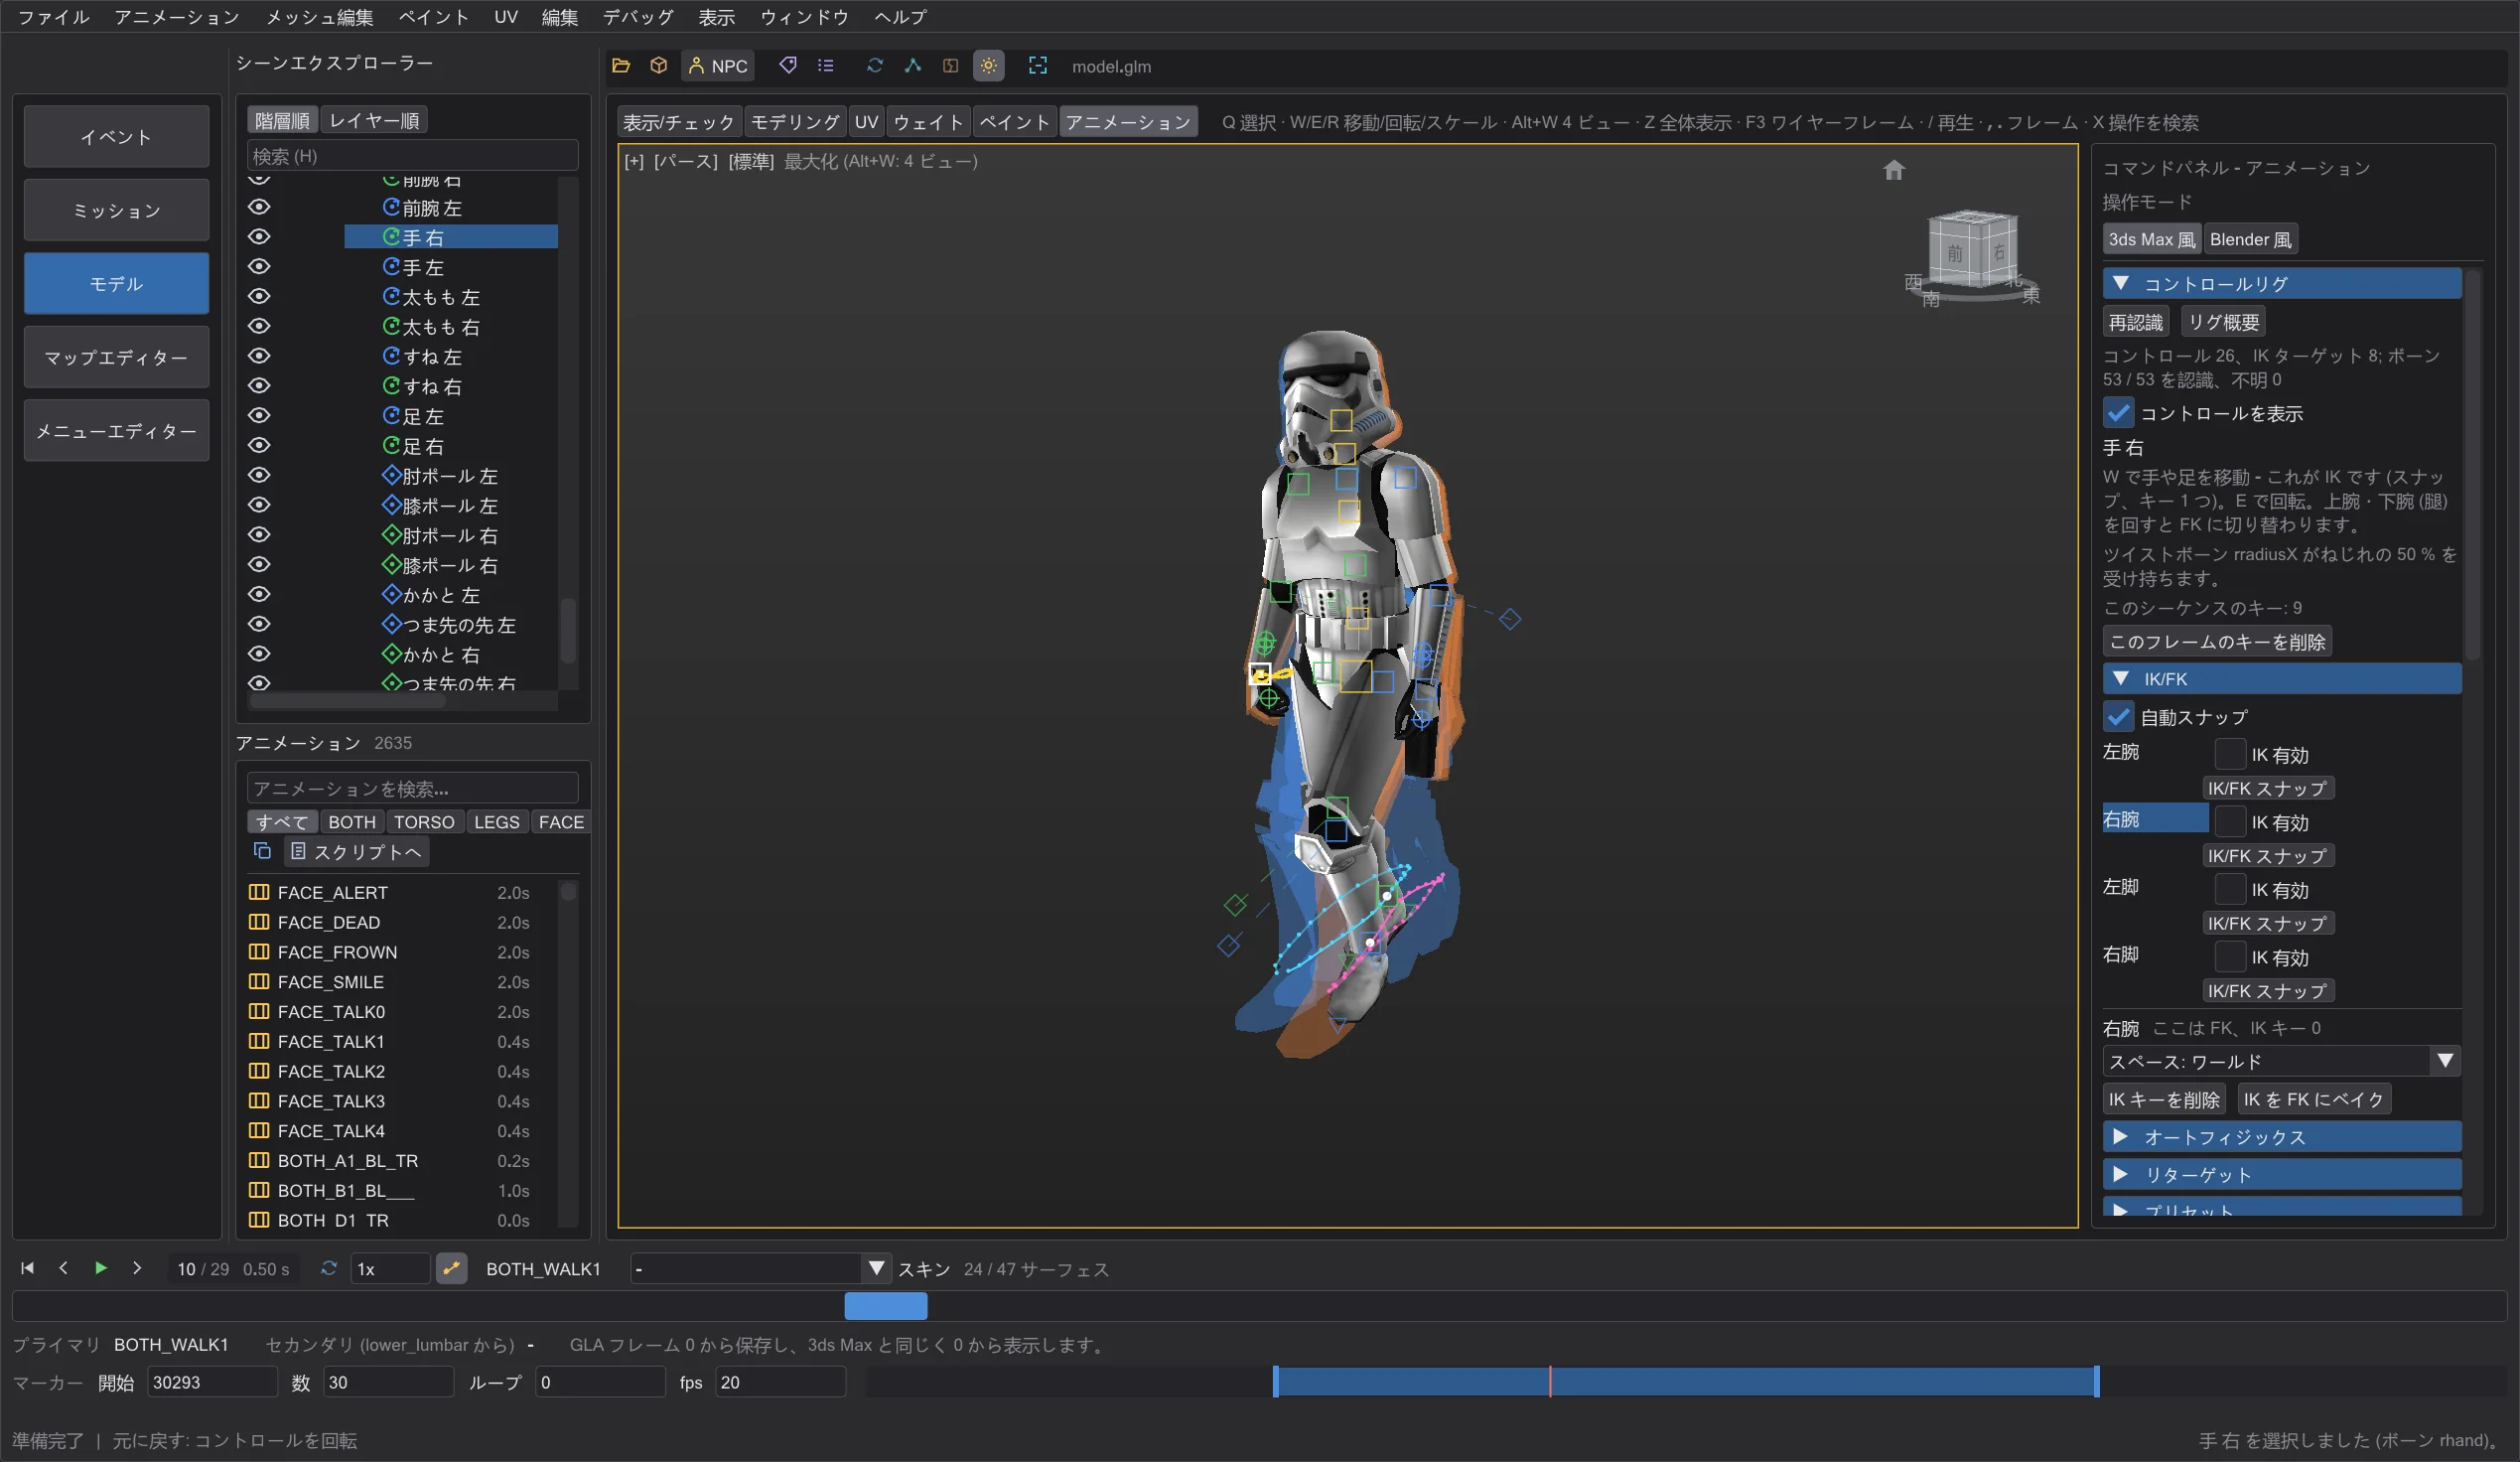 ファイル アニメーション メッシュ編集 ペイント UV 編集 デバッグ 表示 ウィンドウ ヘルプ
イベント
ミッション
モデル
マップエディター
メニューエディター
シーンエクスプローラー
階層順 レイヤー順
検索 (H)
前腕 右
前腕 左
手 右
手 左
太もも 左
太もも 右
すね 左
すね 右
足 左
足 右
肘ポール 左
膝ポール 左
肘ポール 右
膝ポール 右
かかと 左
つま先の先 左
かかと 右
つま先の先 右
アニメーション 2635
アニメーションを検索...
すべて BOTH TORSO LEGS FACE
スクリプトへ
FACE_ALERT 2.0s
FACE_DEAD 2.0s
FACE_FROWN 2.0s
FACE_SMILE 2.0s
FACE_TALK0 2.0s
FACE_TALK1 0.4s
FACE_TALK2 0.4s
FACE_TALK3 0.4s
FACE_TALK4 0.4s
BOTH_A1_BL_TR 0.2s
BOTH_B1_BL___ 1.0s
BOTH_D1_TR 0.0s
NPC model.glm
表示/チェック モデリング UV ウェイト ペイント アニメーション Q 選択 · W/E/R 移動/回転/スケール · Alt+W 4 ビュー · Z 全体表示 · F3 ワイヤーフレーム · / 再生 · , . フレーム · X 操作を検索
[+] [パース] [標準] 最大化 (Alt+W: 4 ビュー)
前 右
西 南 北 東
コマンドパネル - アニメーション
操作モード
3ds Max 風 Blender 風
コントロールリグ
再認識 リグ概要
コントロール 26、IK ターゲット 8; ボーン
53 / 53 を認識、不明 0
コントロールを表示
手 右
W で手や足を移動 - これが IK です (スナッ
プ、キー 1 つ)。E で回転。上腕・下腕 (腿)
を回すと FK に切り替わります。
ツイストボーン rradiusX がねじれの 50 % を
受け持ちます。
このシーケンスのキー: 9
このフレームのキーを削除
IK/FK
自動スナップ
左腕 IK 有効
IK/FK スナップ
右腕 IK 有効
IK/FK スナップ
左脚 IK 有効
IK/FK スナップ
右脚 IK 有効
IK/FK スナップ
右腕 ここは FK、IK キー 0
スペース: ワールド
IK キーを削除 IK を FK にベイク
オートフィジックス
リターゲット
プリセット
10 / 29 0.50 s 1x BOTH_WALK1 - スキン 24 / 47 サーフェス
プライマリ BOTH_WALK1 セカンダリ (lower_lumbar から) - GLA フレーム 0 から保存し、3ds Max と同じく 0 から表示します。
マーカー 開始 30293 数 30 ループ 0 fps 20
準備完了 | 元に戻す: コントロールを回転 手 右 を選択しました (ボーン rhand)。